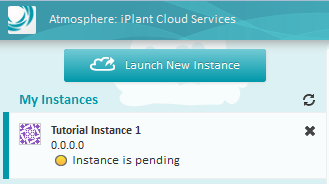 Atmosphere: iPlant Cloud Services
Launch New Instance
My Instances
Tutorial Instance 1
0.0.0.0
Instance is pending